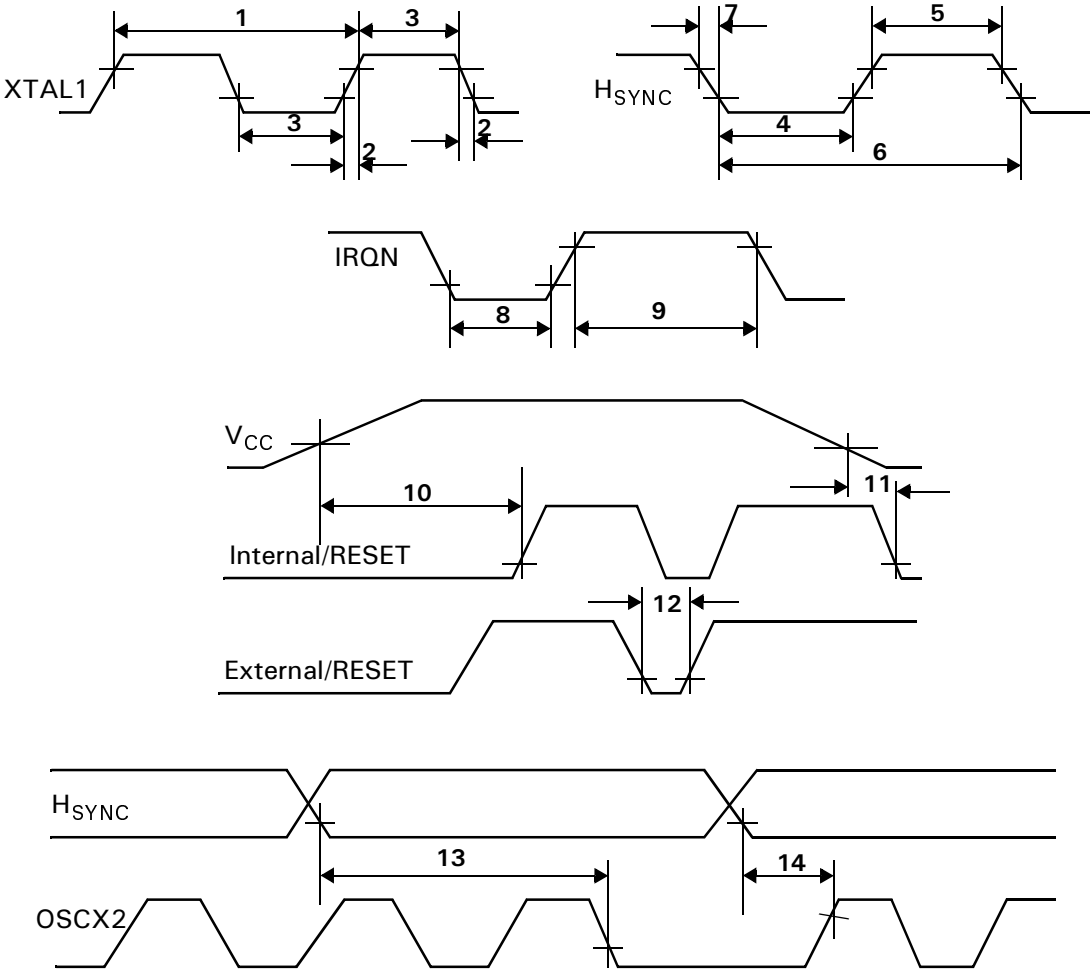 1
3
7
5
XTAL1
HSYNC
3
2
2
4
6
IRQN
8
9
VCC
10
11
Internal/RESET
12
External/RESET
HSYNC
13
14
OSCX2